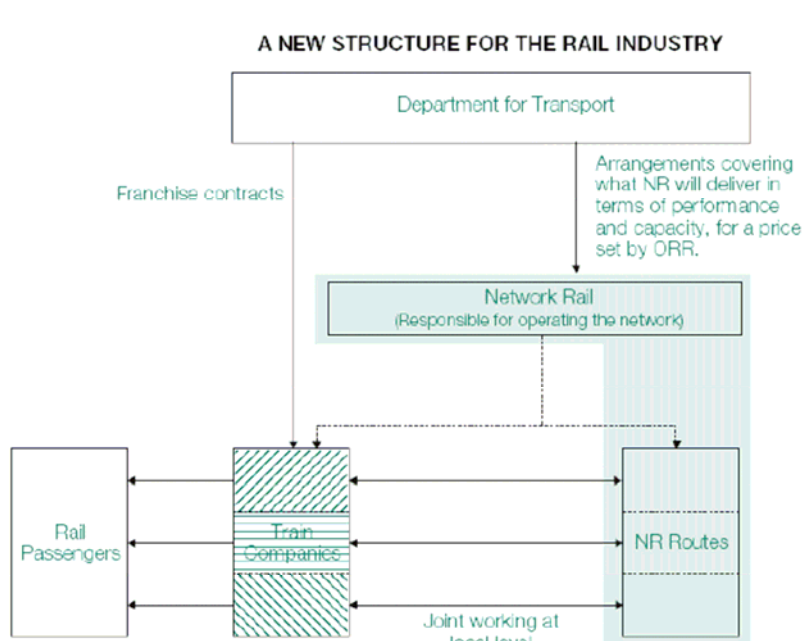 A NEW STRUCTURE FOR THE RAIL INDUSTRY
Department for Transport
Franchise contracts
Arrangements covering
what NR will deliver in
terms of performance
and capacity, for a price
set by ORR.
Network Rail
(Responsible for operating the network)
Rail
Passengers
Train
Companies
NR Routes
Joint working at
local level